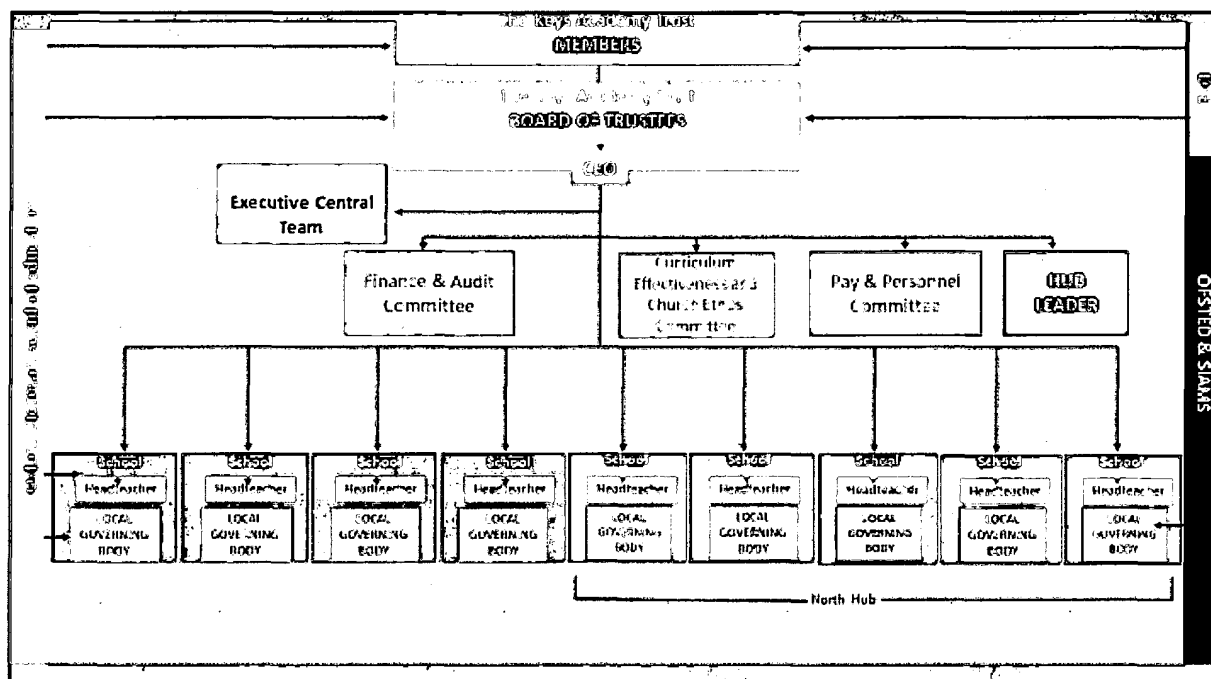 The Keys Academy Trust
MEMBERS
BOARD OF TRUSTEES
CEO
Executive Central
Team
Finance & Audit
Committee
Curriculum
Effectiveness and
Church Ethos
Committee
Pay & Personnel
Committee
HUB
LEADER
OFSTED & SIAMS
School
Headteacher
LOCAL
GOVERNING
BODY
School
Headteacher
LOCAL
GOVERNING
BODY
School
Headteacher
LOCAL
GOVERNING
BODY
School
Headteacher
LOCAL
GOVERNING
BODY
School
Headteacher
LOCAL
GOVERNING
BODY
School
Headteacher
LOCAL
GOVERNING
BODY
School
Headteacher
LOCAL
GOVERNING
BODY
School
Headteacher
LOCAL
GOVERNING
BODY
School
Headteacher
LOCAL
GOVERNING
BODY
North Hub